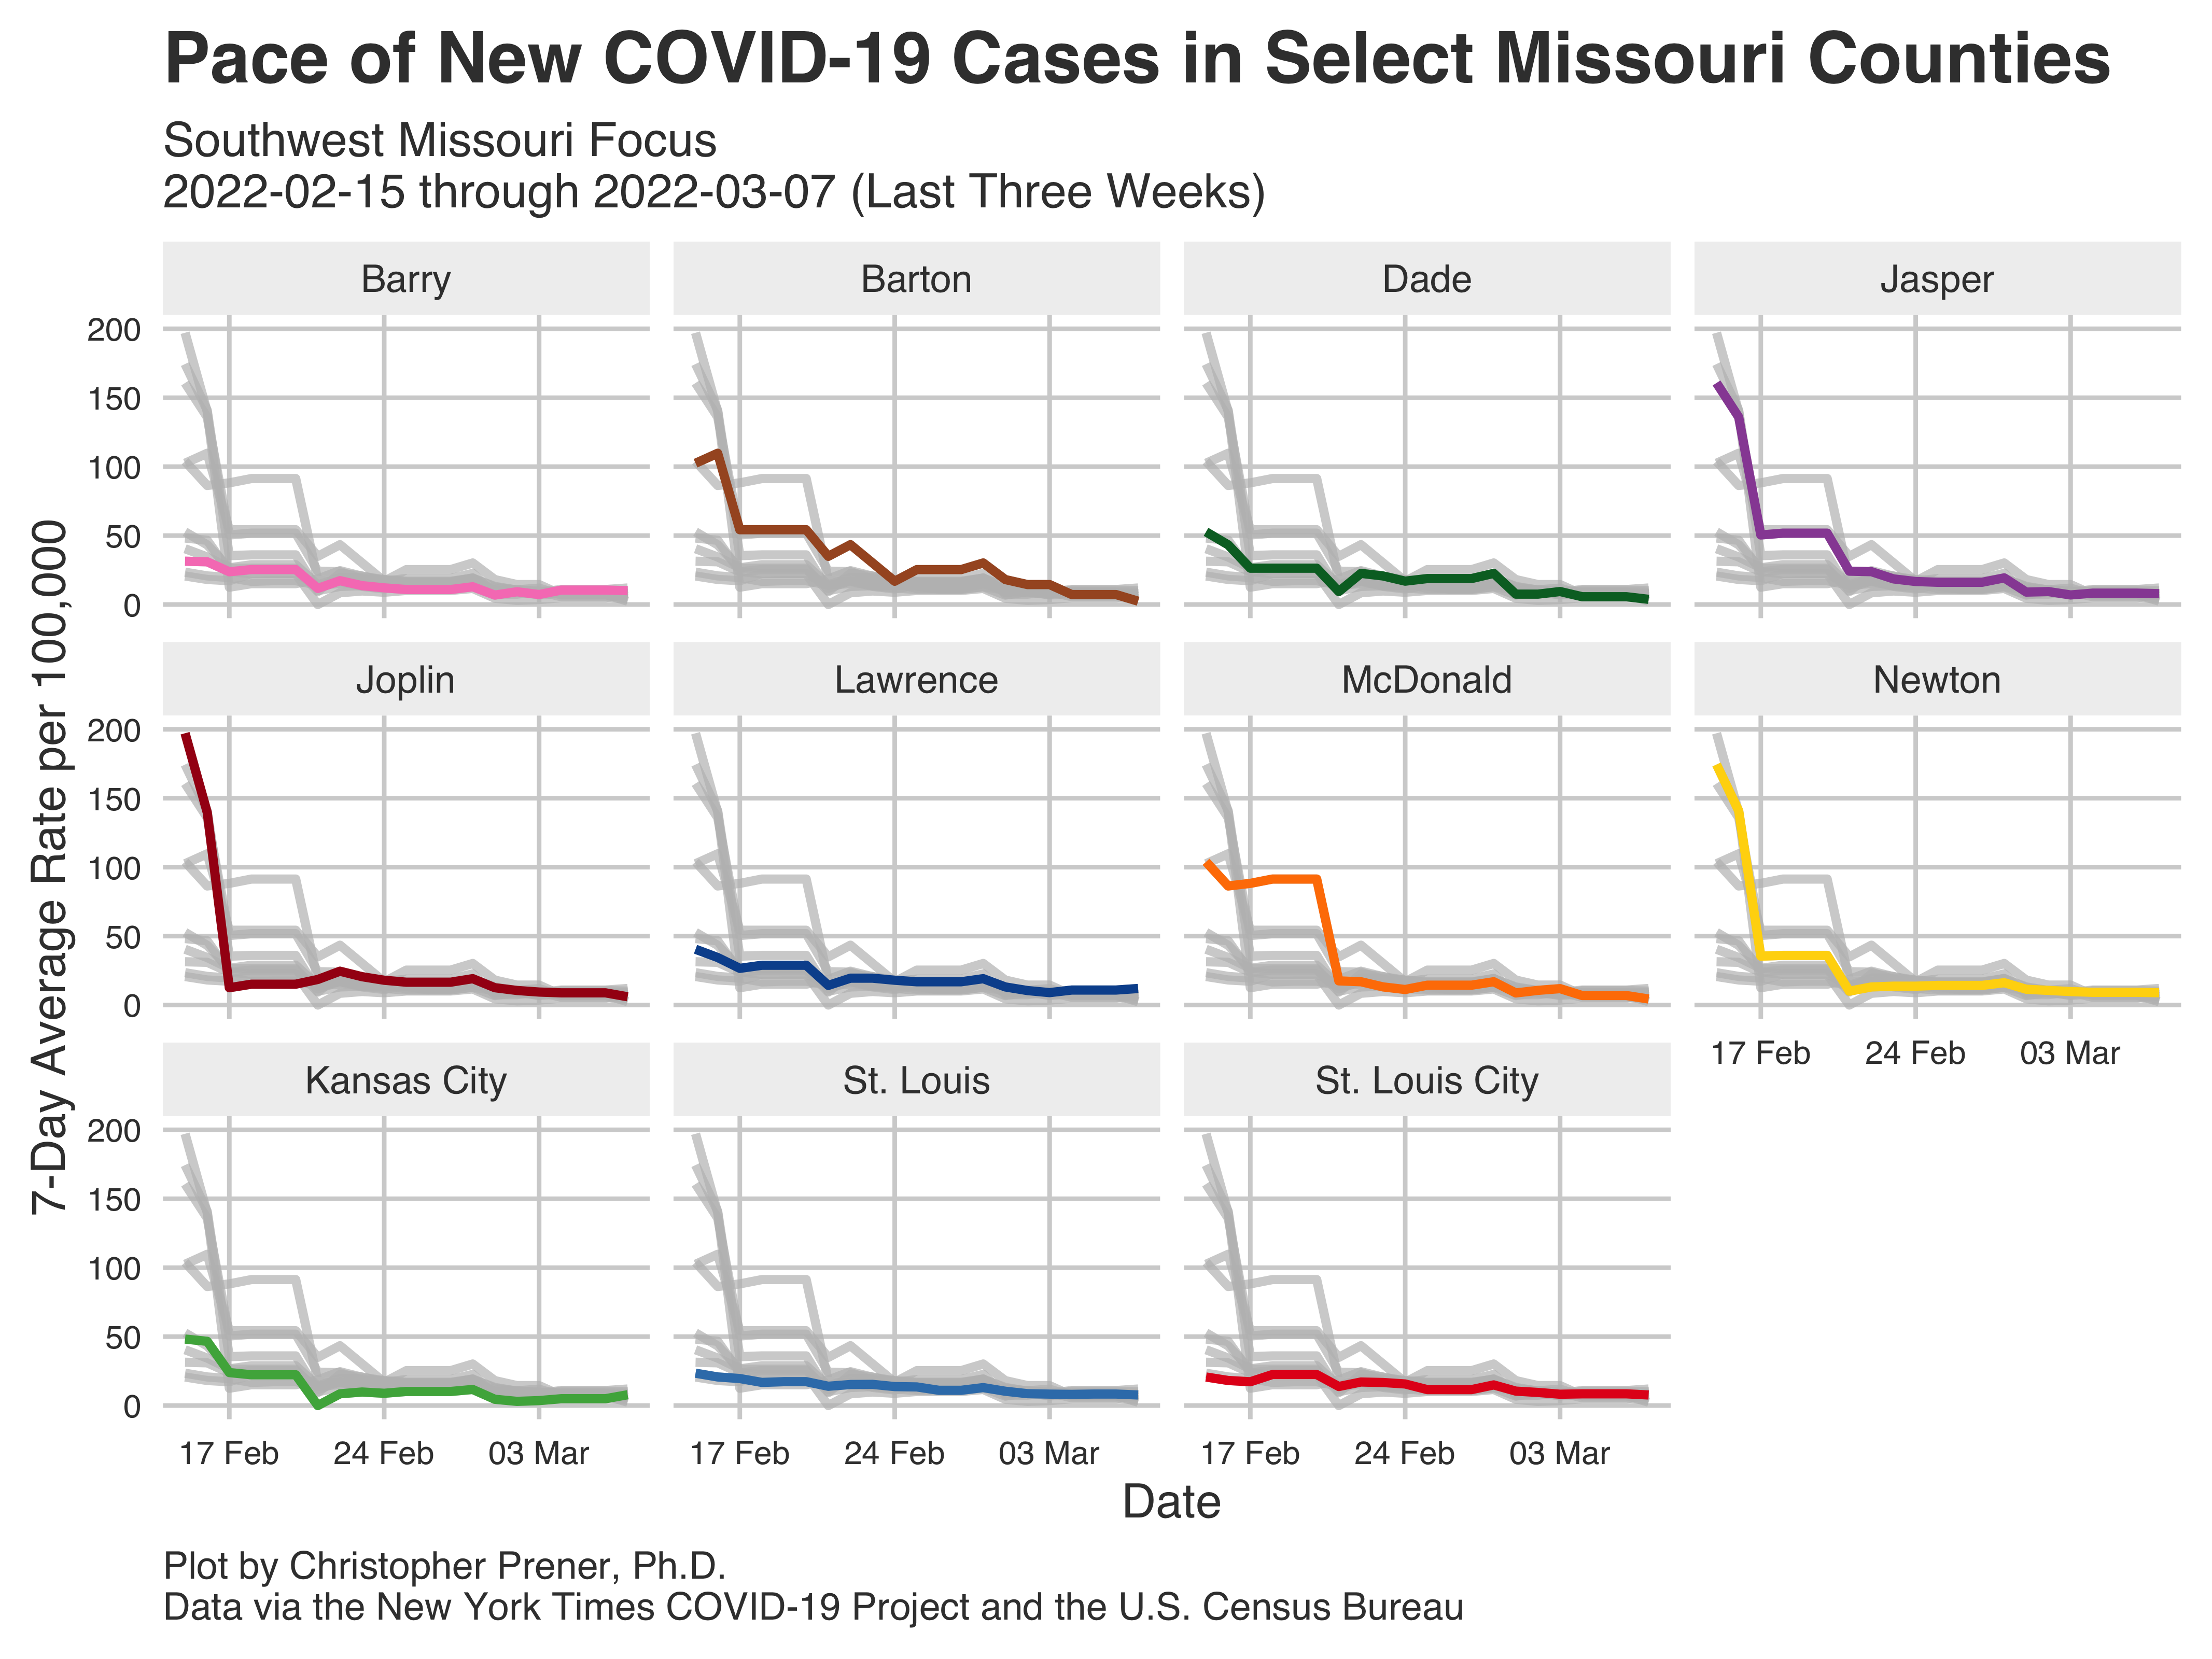 Pace of New COVID-19 Cases in Select Missouri Counties
Southwest Missouri Focus
2022-02-15 through 2022-03-07 (Last Three Weeks)
Barry
Barton
Dade
Jasper
200
150
100
50
0
Joplin
Lawrence
McDonald
Newton
200
150
100
50
0
17 Feb
24 Feb
03 Mar
Kansas City
St. Louis
St. Louis City
200
150
100
50
0
17 Feb
24 Feb
03 Mar
17 Feb
24 Feb
03 Mar
17 Feb
24 Feb
03 Mar
7-Day Average Rate per 100,000
Date
Plot by Christopher Prener, Ph.D.
Data via the New York Times COVID-19 Project and the U.S. Census Bureau